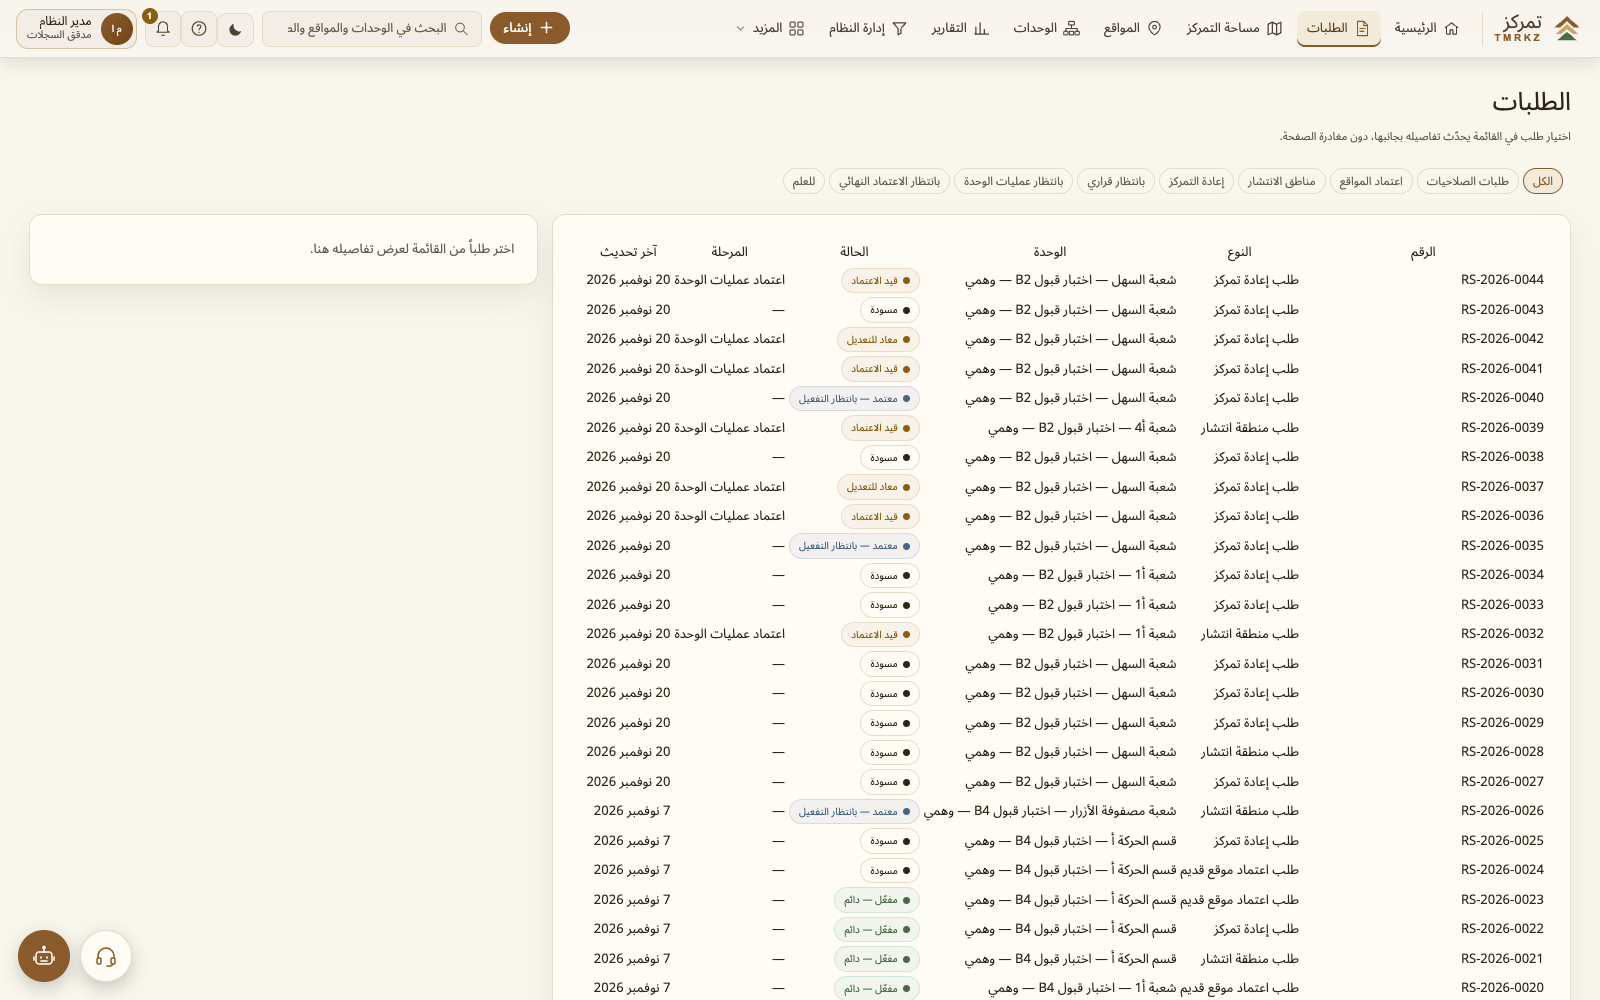 تمركز
TMRKZ
الرئيسية
الطلبات
مساحة التمركز
المواقع
الوحدات
التقارير
إدارة النظام
المزيد
إنشاء
البحث في الوحدات والمواقع والد
1
م ا
مدير النظام
مدقق السجلات
الطلبات
اختيار طلب في القائمة يحدّث تفاصيله بجانبها، دون مغادرة الصفحة.
الكل
طلبات الصلاحيات
اعتماد المواقع
مناطق الانتشار
إعادة التمركز
بانتظار قراري
بانتظار عمليات الوحدة
بانتظار الاعتماد النهائي
للعلم
الرقم النوع الوحدة الحالة المرحلة آخر تحديث
RS-2026-0044 طلب إعادة تمركز شعبة السهل — اختبار قبول B2 — وهمي قيد الاعتماد اعتماد عمليات الوحدة 20 نوفمبر 2026
RS-2026-0043 طلب إعادة تمركز شعبة السهل — اختبار قبول B2 — وهمي مسودة — 20 نوفمبر 2026
RS-2026-0042 طلب إعادة تمركز شعبة السهل — اختبار قبول B2 — وهمي معاد للتعديل اعتماد عمليات الوحدة 20 نوفمبر 2026
RS-2026-0041 طلب إعادة تمركز شعبة السهل — اختبار قبول B2 — وهمي قيد الاعتماد اعتماد عمليات الوحدة 20 نوفمبر 2026
RS-2026-0040 طلب إعادة تمركز شعبة السهل — اختبار قبول B2 — وهمي معتمد — بانتظار التفعيل — 20 نوفمبر 2026
RS-2026-0039 طلب منطقة انتشار شعبة أ4 — اختبار قبول B2 — وهمي قيد الاعتماد اعتماد عمليات الوحدة 20 نوفمبر 2026
RS-2026-0038 طلب إعادة تمركز شعبة السهل — اختبار قبول B2 — وهمي مسودة — 20 نوفمبر 2026
RS-2026-0037 طلب إعادة تمركز شعبة السهل — اختبار قبول B2 — وهمي معاد للتعديل اعتماد عمليات الوحدة 20 نوفمبر 2026
RS-2026-0036 طلب إعادة تمركز شعبة السهل — اختبار قبول B2 — وهمي قيد الاعتماد اعتماد عمليات الوحدة 20 نوفمبر 2026
RS-2026-0035 طلب إعادة تمركز شعبة السهل — اختبار قبول B2 — وهمي معتمد — بانتظار التفعيل — 20 نوفمبر 2026
RS-2026-0034 طلب إعادة تمركز شعبة أ1 — اختبار قبول B2 — وهمي مسودة — 20 نوفمبر 2026
RS-2026-0033 طلب إعادة تمركز شعبة أ1 — اختبار قبول B2 — وهمي مسودة — 20 نوفمبر 2026
RS-2026-0032 طلب منطقة انتشار شعبة أ1 — اختبار قبول B2 — وهمي قيد الاعتماد اعتماد عمليات الوحدة 20 نوفمبر 2026
RS-2026-0031 طلب إعادة تمركز شعبة السهل — اختبار قبول B2 — وهمي مسودة — 20 نوفمبر 2026
RS-2026-0030 طلب إعادة تمركز شعبة السهل — اختبار قبول B2 — وهمي مسودة — 20 نوفمبر 2026
RS-2026-0029 طلب إعادة تمركز شعبة السهل — اختبار قبول B2 — وهمي مسودة — 20 نوفمبر 2026
RS-2026-0028 طلب منطقة انتشار شعبة السهل — اختبار قبول B2 — وهمي مسودة — 20 نوفمبر 2026
RS-2026-0027 طلب إعادة تمركز شعبة السهل — اختبار قبول B2 — وهمي مسودة — 20 نوفمبر 2026
RS-2026-0026 طلب منطقة انتشار شعبة مصفوفة الأزرار — اختبار قبول B4 — وهمي معتمد — بانتظار التفعيل — 7 نوفمبر 2026
RS-2026-0025 طلب إعادة تمركز قسم الحركة أ — اختبار قبول B4 — وهمي مسودة — 7 نوفمبر 2026
RS-2026-0024 طلب اعتماد موقع قديم قسم الحركة أ — اختبار قبول B4 — وهمي مسودة — 7 نوفمبر 2026
RS-2026-0023 طلب اعتماد موقع قديم قسم الحركة أ — اختبار قبول B4 — وهمي مفعّل — دائم — 7 نوفمبر 2026
RS-2026-0022 طلب إعادة تمركز قسم الحركة أ — اختبار قبول B4 — وهمي مفعّل — دائم — 7 نوفمبر 2026
RS-2026-0021 طلب منطقة انتشار قسم الحركة أ — اختبار قبول B4 — وهمي مفعّل — دائم — 7 نوفمبر 2026
RS-2026-0020 طلب اعتماد موقع قديم شعبة أ1 — اختبار قبول B4 — وهمي مفعّل — دائم — 7 نوفمبر 2026
اختر طلباً من القائمة لعرض تفاصيله هنا.